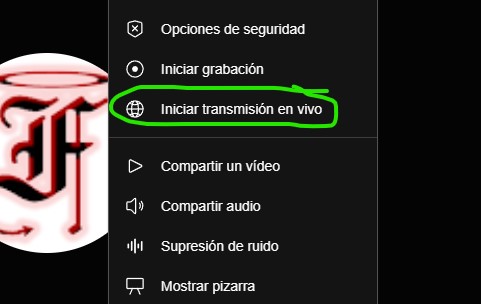 Opciones de seguridad
Iniciar grabación
Iniciar transmisión en vivo
F
Compartir un vídeo
Compartir audio
Supresión de ruido
Mostrar pizarra